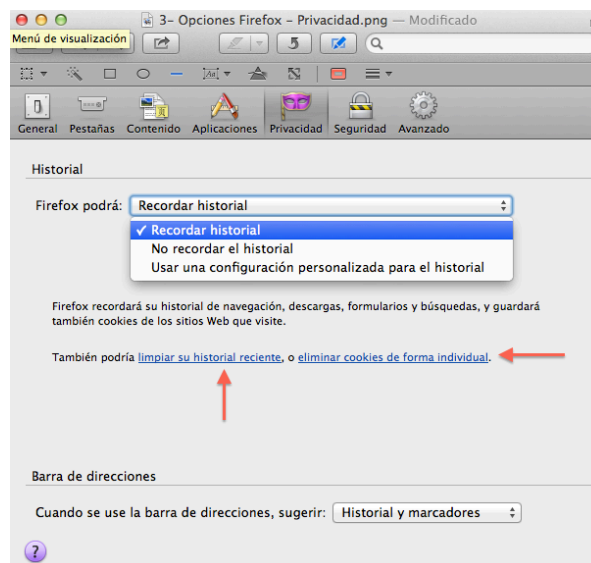 3- Opciones Firefox – Privacidad.png — Modificado
Menú de visualización
General Pestañas Contenido Aplicaciones Privacidad Seguridad Avanzado
Historial
Firefox podrá: Recordar historial
✓ Recordar historial
No recordar el historial
Usar una configuración personalizada para el historial
Firefox recordará su historial de navegación, descargas, formularios y búsquedas, y guardará
también cookies de los sitios Web que visite.
También podría limpiar su historial reciente, o eliminar cookies de forma individual.
Barra de direcciones
Cuando se use la barra de direcciones, sugerir: Historial y marcadores
?